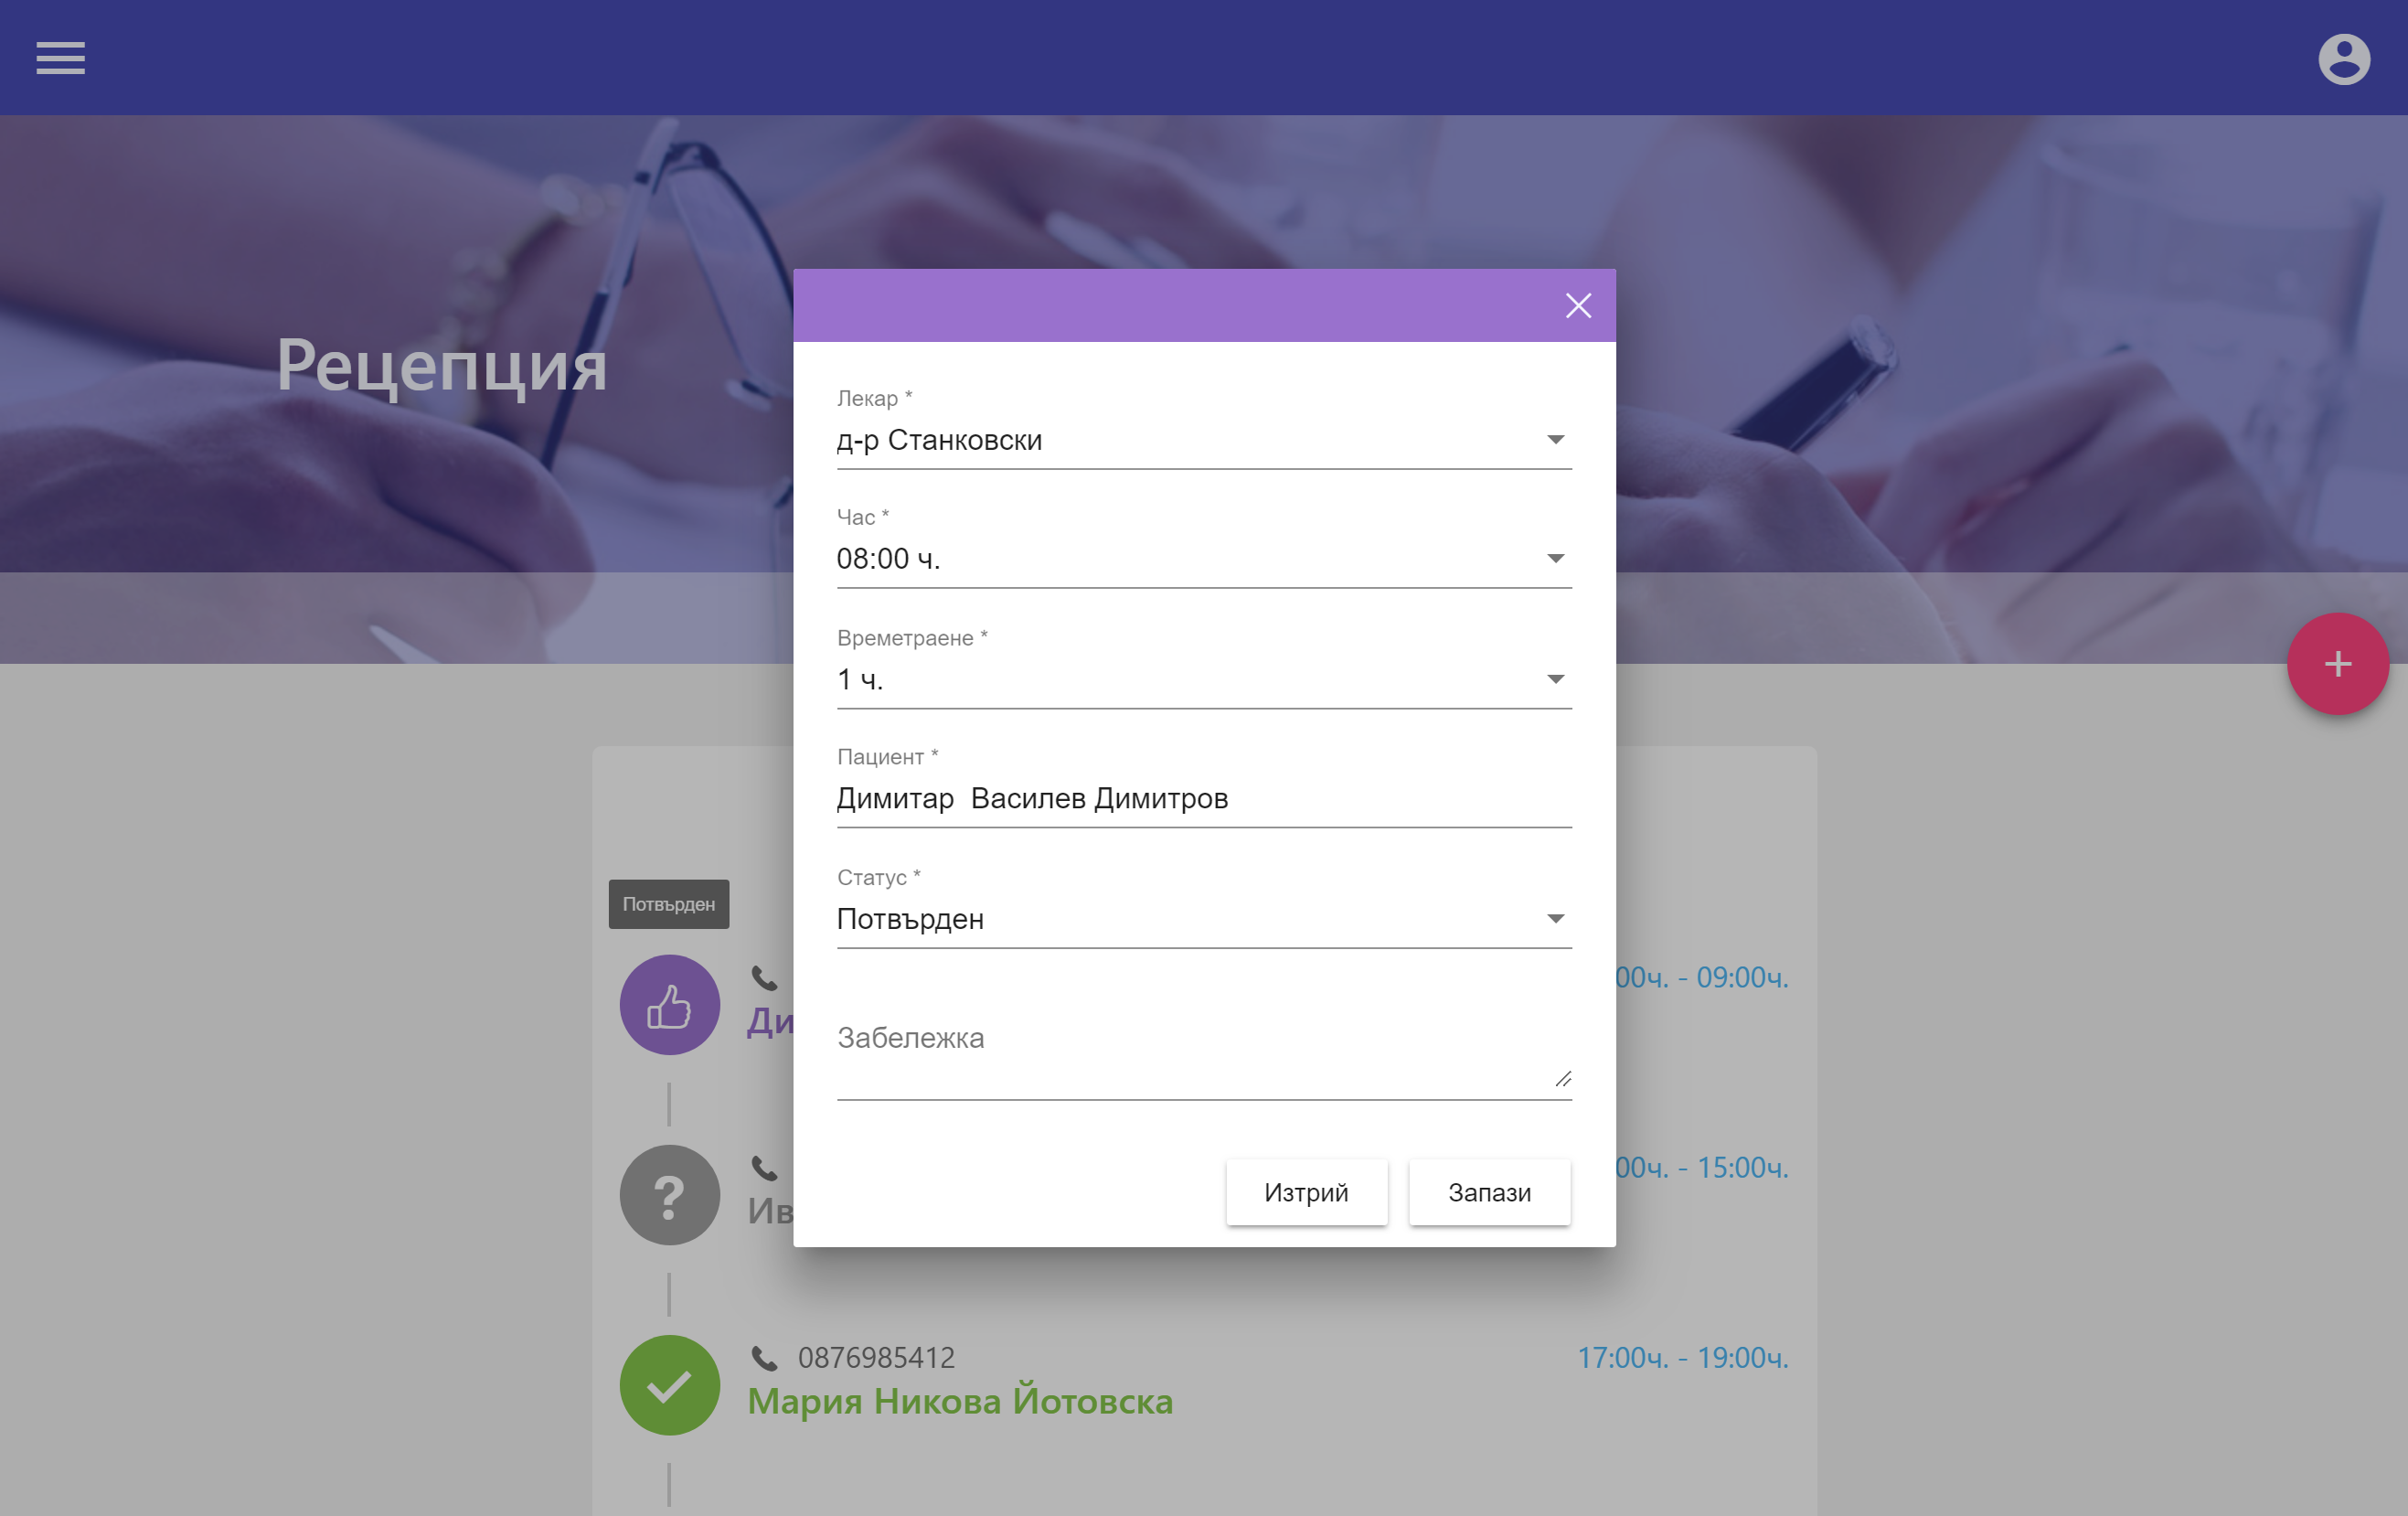 Рецепция
Лекар *
д-р Станковски
Час *
08:00 ч.
Времетраене *
1 ч.
Пациент *
Димитар  Василев Димитров
Статус *
Потвърден
Забележка
Изтрий
Запази
Потвърден
00ч. - 09:00ч.
Ди
00ч. - 15:00ч.
Ив
0876985412
17:00ч. - 19:00ч.
Мария Никова Йотовска